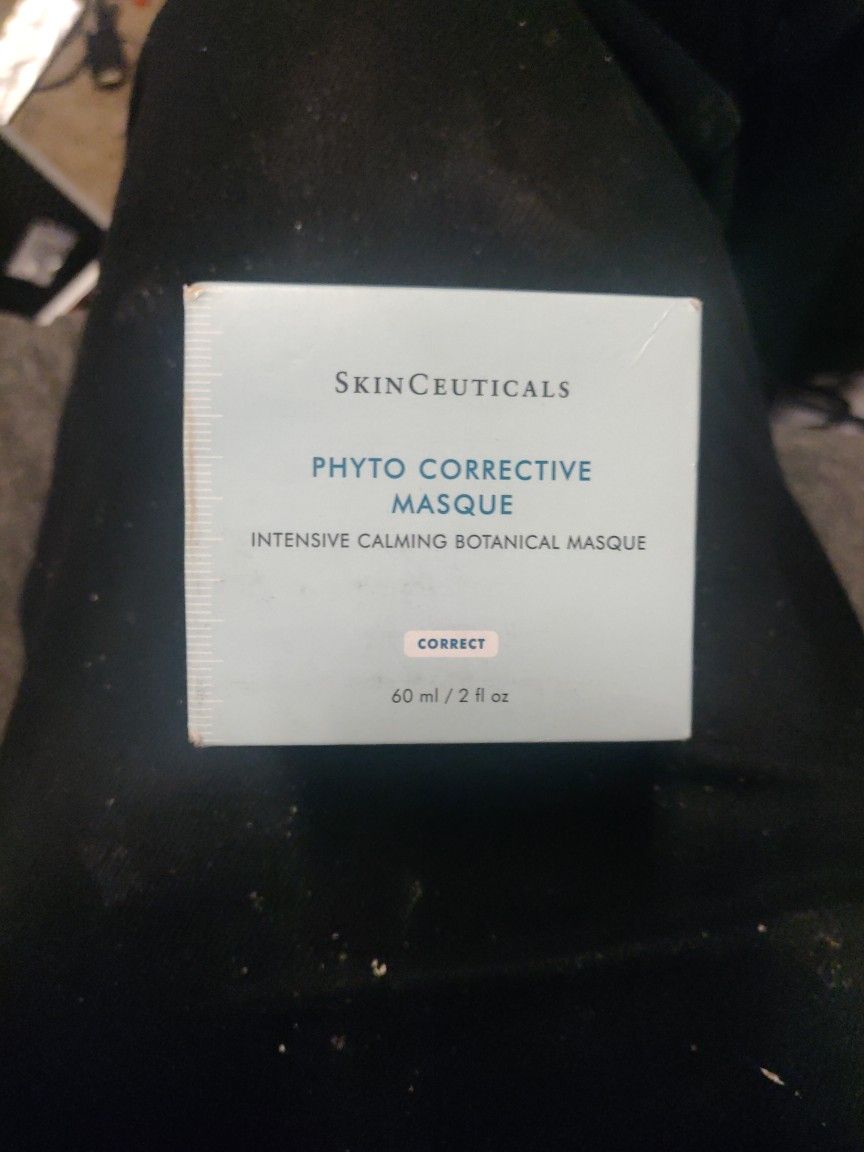 SKINCEUTICALS
PHYTO CORRECTIVE
MASQUE
INTENSIVE CALMING BOTANICAL MASQUE
CORRECT
60 ml / 2 fl oz